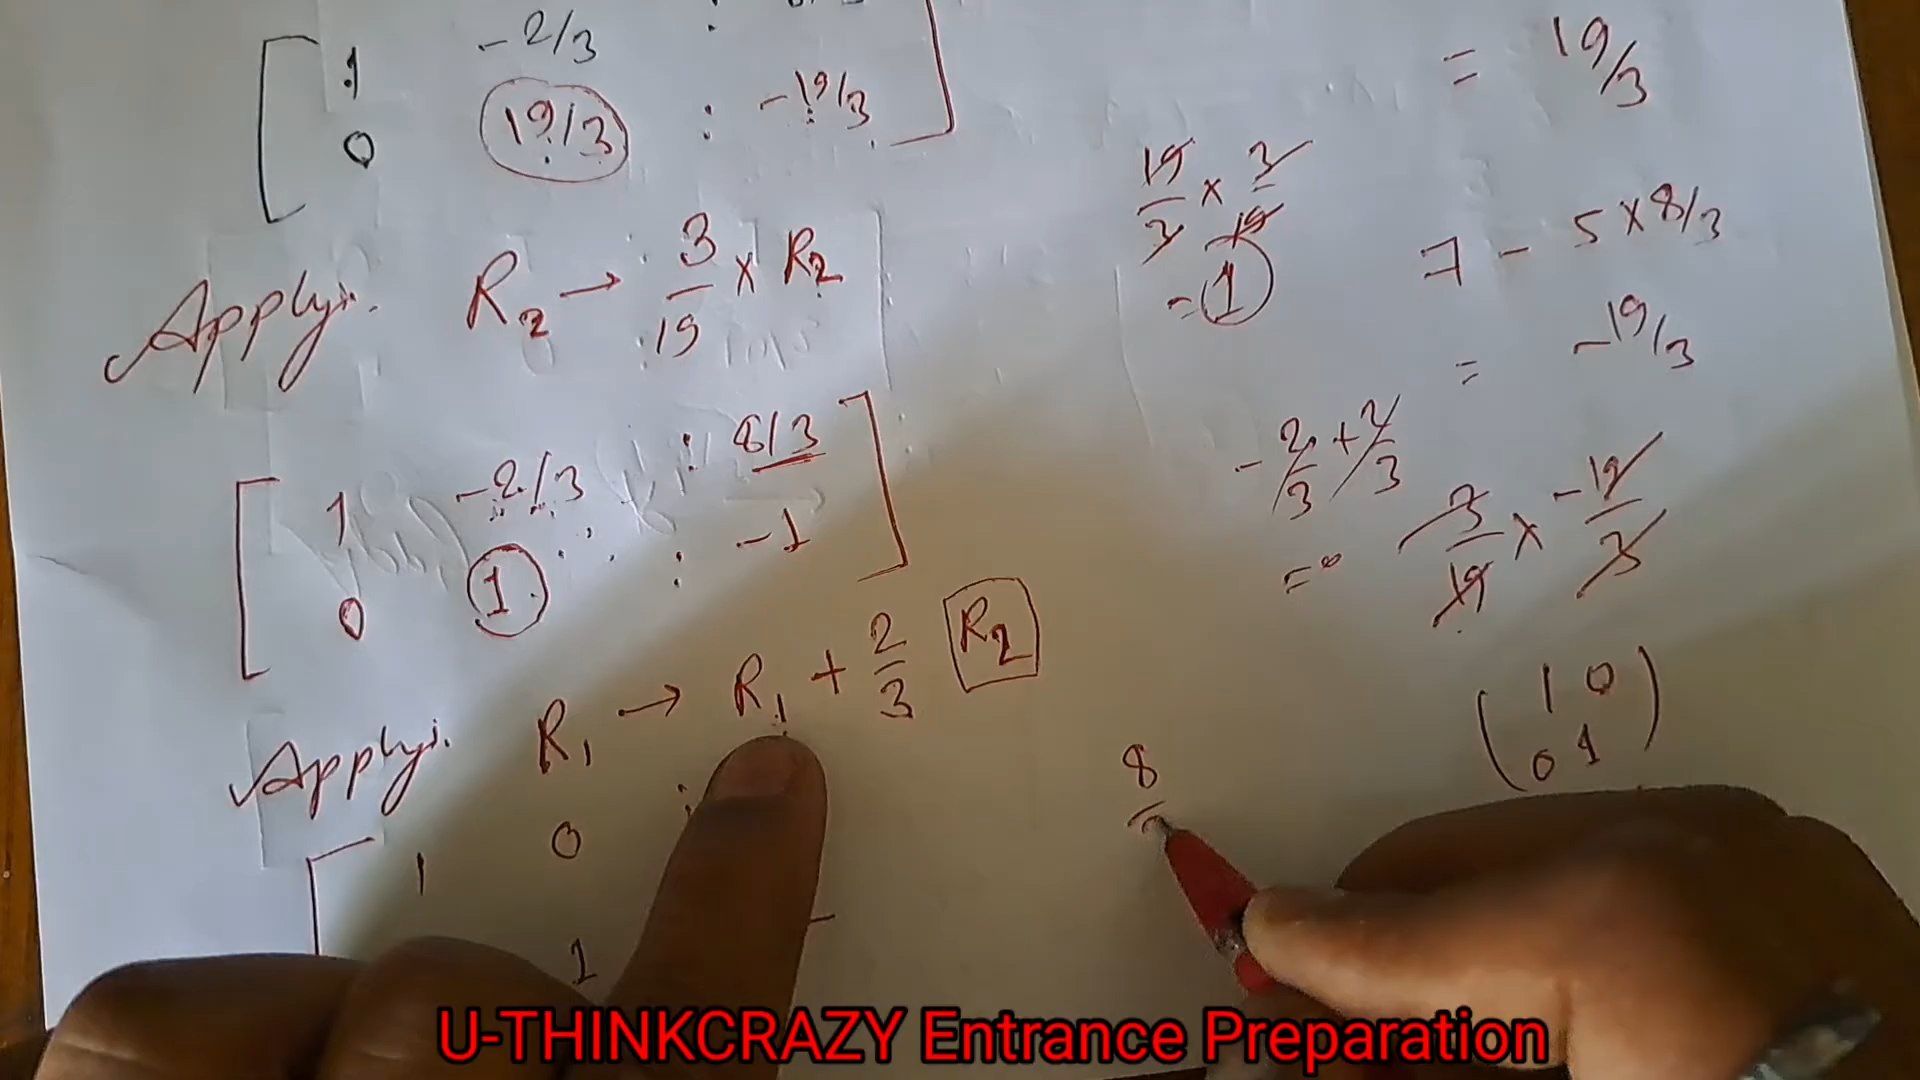 1 -2/3 :
0 19/3 : -19/3
Apply. R2 → 3/19 × R2
1 -2/3 : 8/3
0 1 : -1
Apply. R1 → R1 + 2/3 R2
1 0 :
1
= 19/3
19/3 × 3/19
= 1
7 - 5×8/3
= -19/3
-2/3 + 2/3
= 0
3/19 × -19/3
1 0
0 1
8
U-THINKCRAZY Entrance Preparation